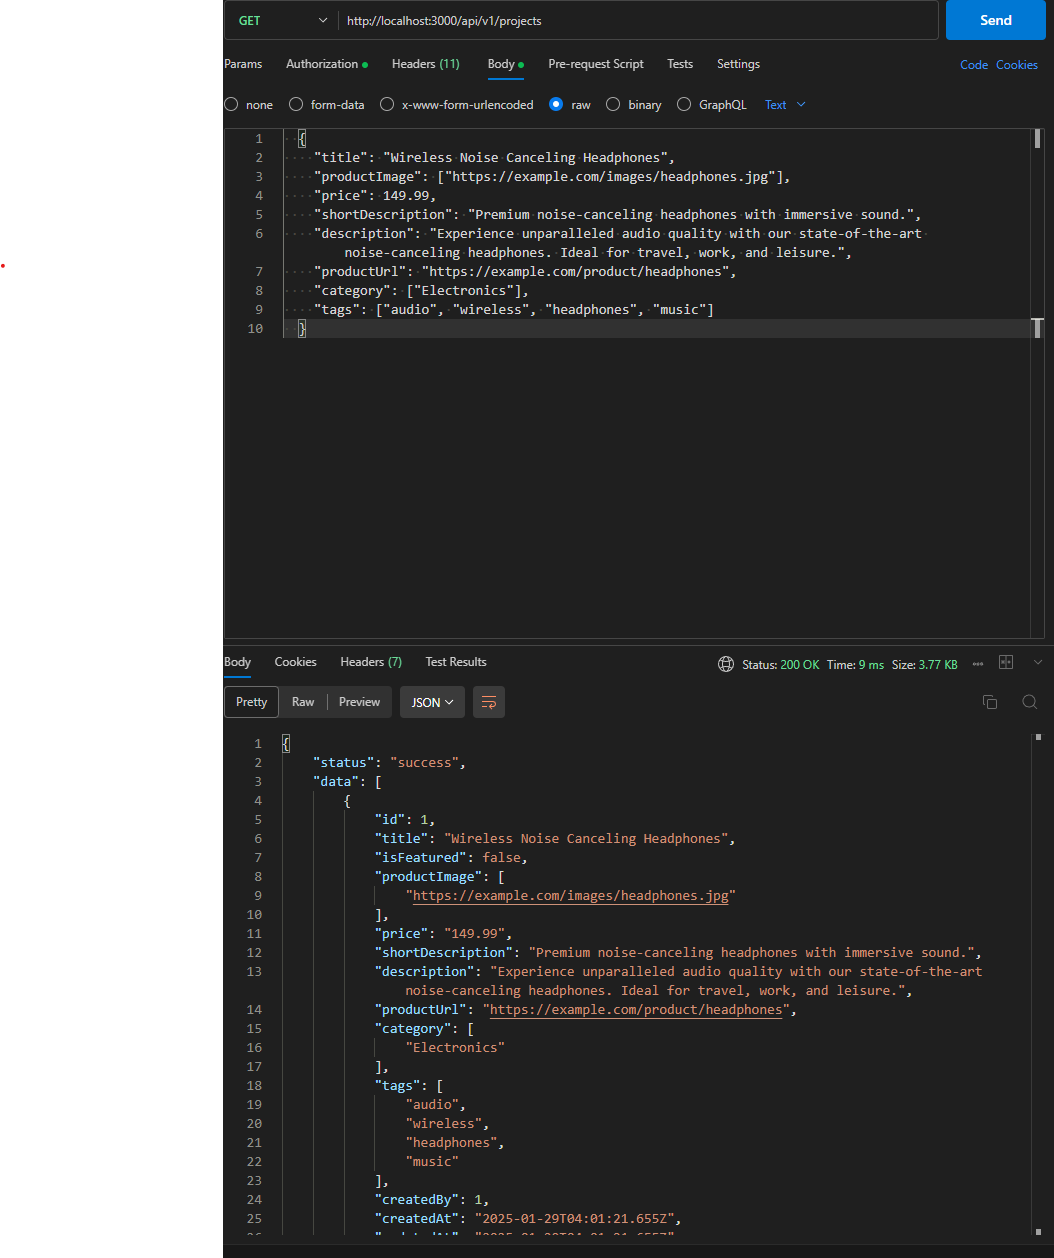 GET http://localhost:3000/api/v1/projects Send
Params Authorization Headers (11) Body Pre-request Script Tests Settings Code Cookies
none form-data x-www-form-urlencoded raw binary GraphQL Text
1 {
2 "title": "Wireless Noise Canceling Headphones",
3 "productImage": ["https://example.com/images/headphones.jpg"],
4 "price": 149.99,
5 "shortDescription": "Premium noise-canceling headphones with immersive sound.",
6 "description": "Experience unparalleled audio quality with our state-of-the-art
noise-canceling headphones. Ideal for travel, work, and leisure.",
7 "productUrl": "https://example.com/product/headphones",
8 "category": ["Electronics"],
9 "tags": ["audio", "wireless", "headphones", "music"]
10 }
Body Cookies Headers (7) Test Results Status: 200 OK Time: 9 ms Size: 3.77 KB
Pretty Raw Preview JSON
1 {
2 "status": "success",
3 "data": [
4 {
5 "id": 1,
6 "title": "Wireless Noise Canceling Headphones",
7 "isFeatured": false,
8 "productImage": [
9 "https://example.com/images/headphones.jpg"
10 ],
11 "price": "149.99",
12 "shortDescription": "Premium noise-canceling headphones with immersive sound.",
13 "description": "Experience unparalleled audio quality with our state-of-the-art
noise-canceling headphones. Ideal for travel, work, and leisure.",
14 "productUrl": "https://example.com/product/headphones",
15 "category": [
16 "Electronics"
17 ],
18 "tags": [
19 "audio",
20 "wireless",
21 "headphones",
22 "music"
23 ],
24 "createdBy": 1,
25 "createdAt": "2025-01-29T04:01:21.655Z",